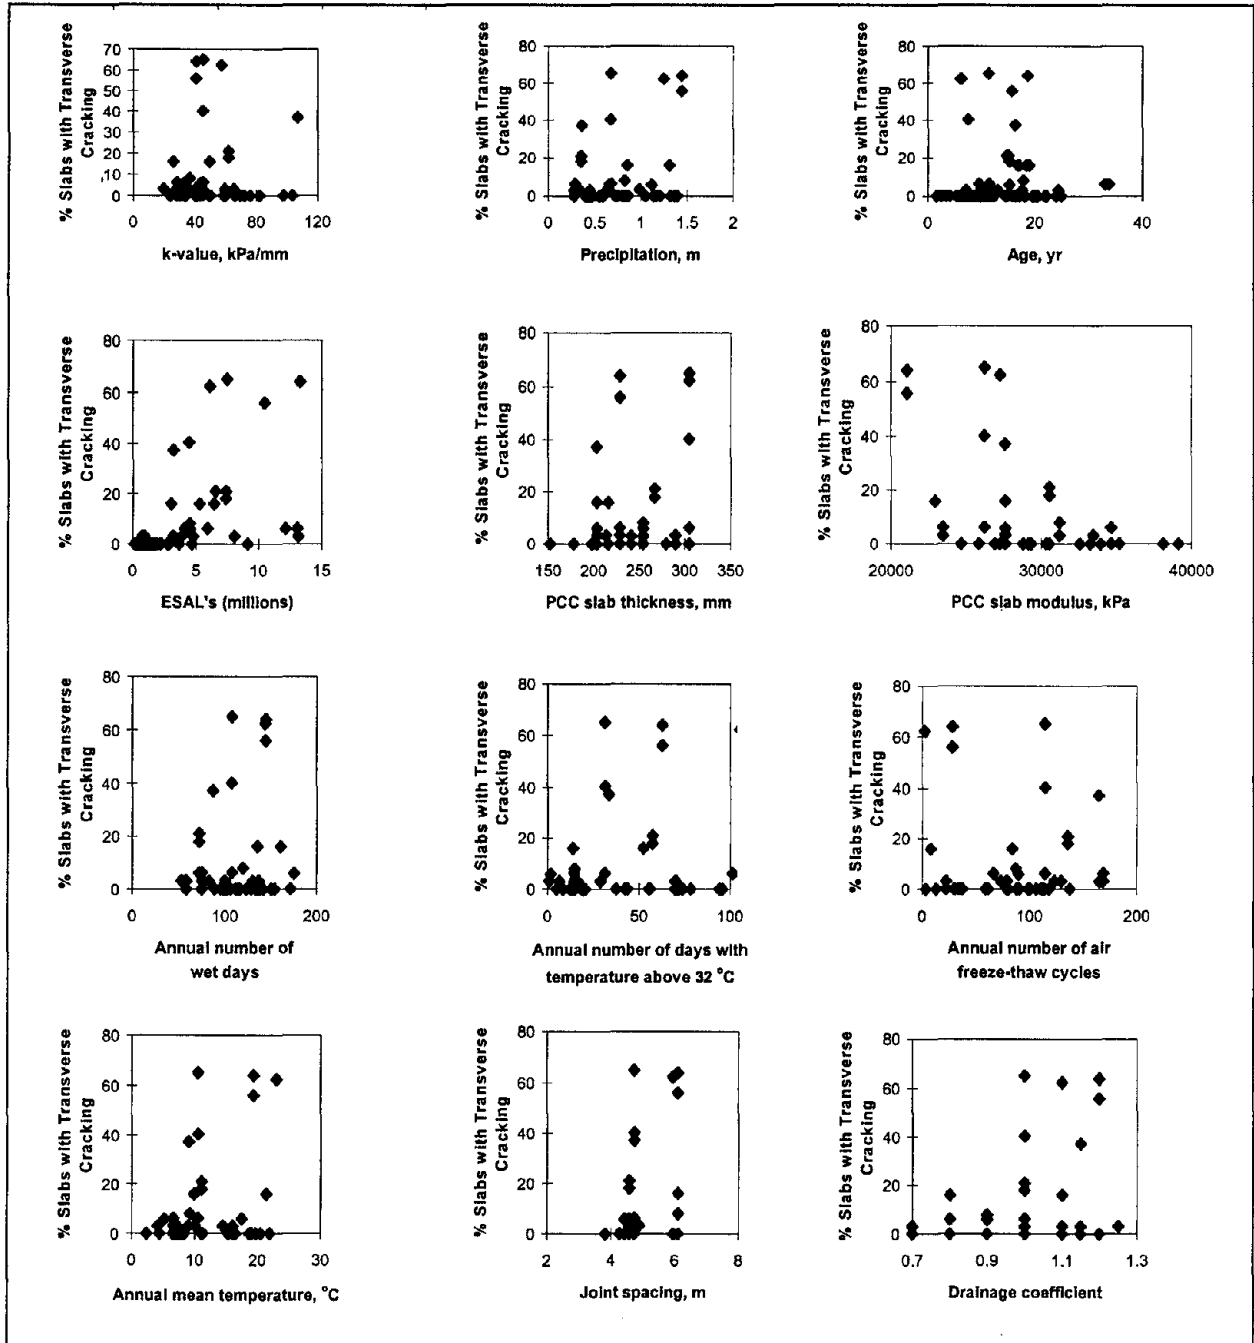 % Slabs with Transverse
Cracking
70
60
50
40
30
20
10
0
0 40 80 120
k-value, kPa/mm
% Slabs with Transverse
Cracking
80
60
40
20
0
0 0.5 1 1.5 2
Precipitation, m
% Slabs with Transverse
Cracking
80
60
40
20
0
0 20 40
Age, yr
% Slabs with Transverse
Cracking
80
60
40
20
0
0 5 10 15
ESAL's (millions)
% Slabs with Transverse
Cracking
80
60
40
20
0
150 200 250 300 350
PCC slab thickness, mm
% Slabs with Transverse
Cracking
80
60
40
20
0
20000 30000 40000
PCC slab modulus, kPa
% Slabs with Transverse
Cracking
80
60
40
20
0
0 100 200
Annual number of
wet days
% Slabs with Transverse
Cracking
80
60
40
20
0
0 50 100
Annual number of days with
temperature above 32 °C
% Slabs with Transverse
Cracking
80
60
40
20
0
0 100 200
Annual number of air
freeze-thaw cycles
% Slabs with Transverse
Cracking
80
60
40
20
0
0 10 20 30
Annual mean temperature, °C
% Slabs with Transverse
Cracking
80
60
40
20
0
2 4 6 8
Joint spacing, m
% Slabs with Transverse
Cracking
80
60
40
20
0
0.7 0.9 1.1 1.3
Drainage coefficient